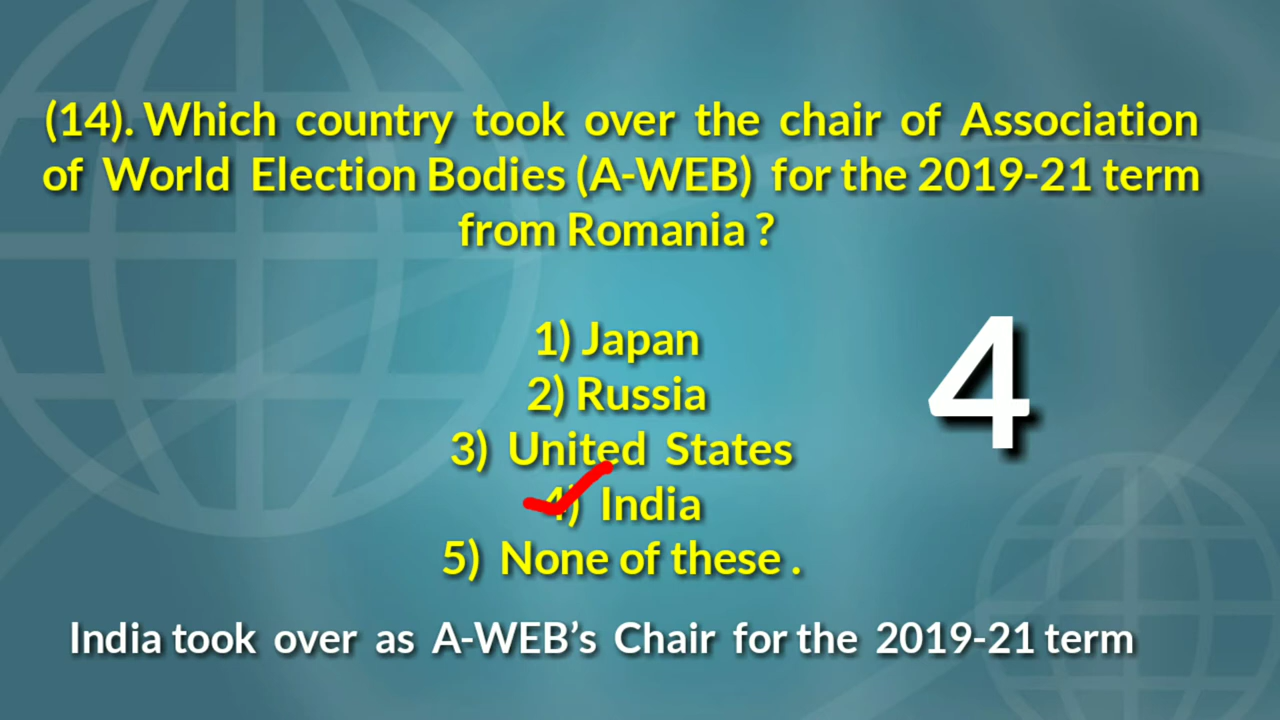 (14). Which country took over the chair of Association
of World Election Bodies (A-WEB) for the 2019-21 term
from Romania ?
1) Japan
2) Russia
3) United States
4) India
5) None of these .
4
India took over as A-WEB’s Chair for the 2019-21 term